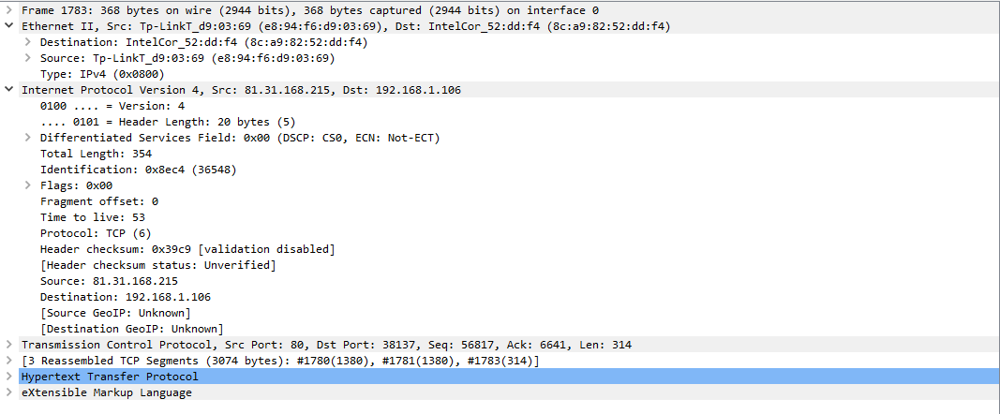 Frame 1783: 368 bytes on wire (2944 bits), 368 bytes captured (2944 bits) on interface 0
Ethernet II, Src: Tp-LinkT_d9:03:69 (e8:94:f6:d9:03:69), Dst: IntelCor_52:dd:f4 (8c:a9:82:52:dd:f4)
Destination: IntelCor_52:dd:f4 (8c:a9:82:52:dd:f4)
Source: Tp-LinkT_d9:03:69 (e8:94:f6:d9:03:69)
Type: IPv4 (0x0800)
Internet Protocol Version 4, Src: 81.31.168.215, Dst: 192.168.1.106
0100 .... = Version: 4
.... 0101 = Header Length: 20 bytes (5)
Differentiated Services Field: 0x00 (DSCP: CS0, ECN: Not-ECT)
Total Length: 354
Identification: 0x8ec4 (36548)
Flags: 0x00
Fragment offset: 0
Time to live: 53
Protocol: TCP (6)
Header checksum: 0x39c9 [validation disabled]
[Header checksum status: Unverified]
Source: 81.31.168.215
Destination: 192.168.1.106
[Source GeoIP: Unknown]
[Destination GeoIP: Unknown]
Transmission Control Protocol, Src Port: 80, Dst Port: 38137, Seq: 56817, Ack: 6641, Len: 314
[3 Reassembled TCP Segments (3074 bytes): #1780(1380), #1781(1380), #1783(314)]
Hypertext Transfer Protocol
eXtensible Markup Language